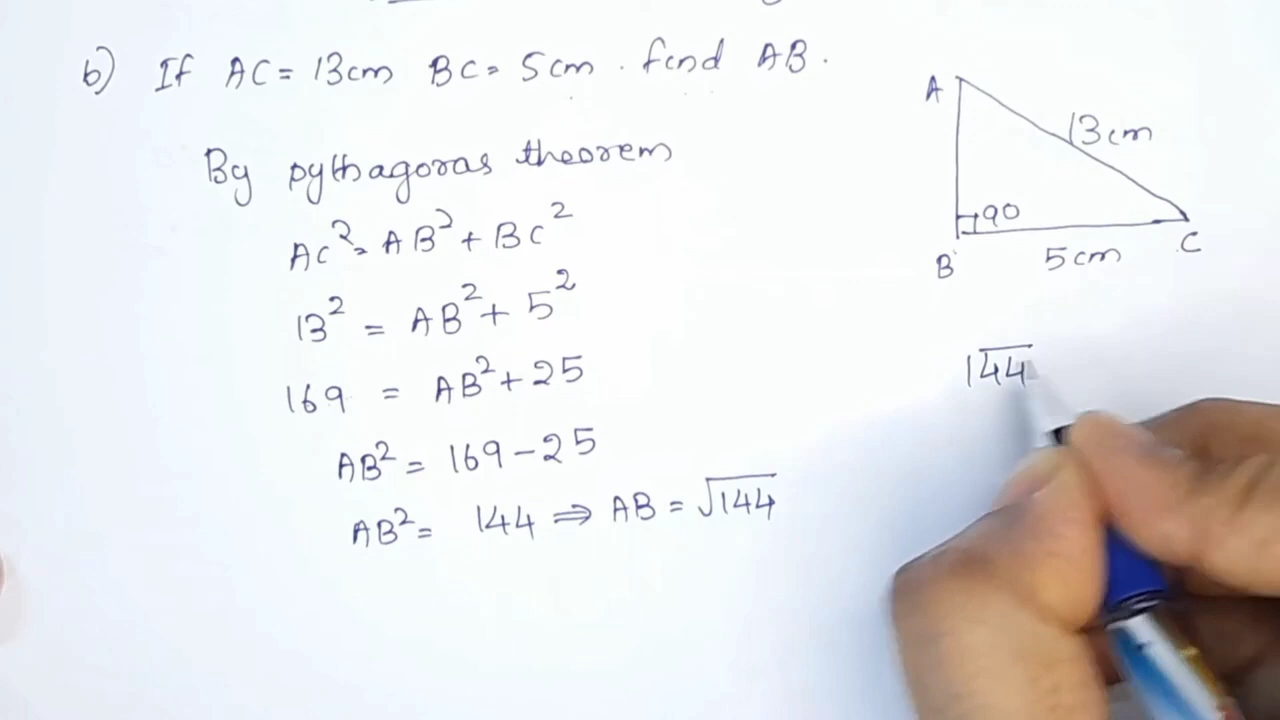 b) If AC = 13cm BC = 5cm. find AB.
By pythagoras theorem
AC² = AB² + BC²
13² = AB² + 5²
169 = AB² + 25
AB² = 169 - 25
AB² = 144 ⇒ AB = √144
A
13cm
90
B
5cm
C
144